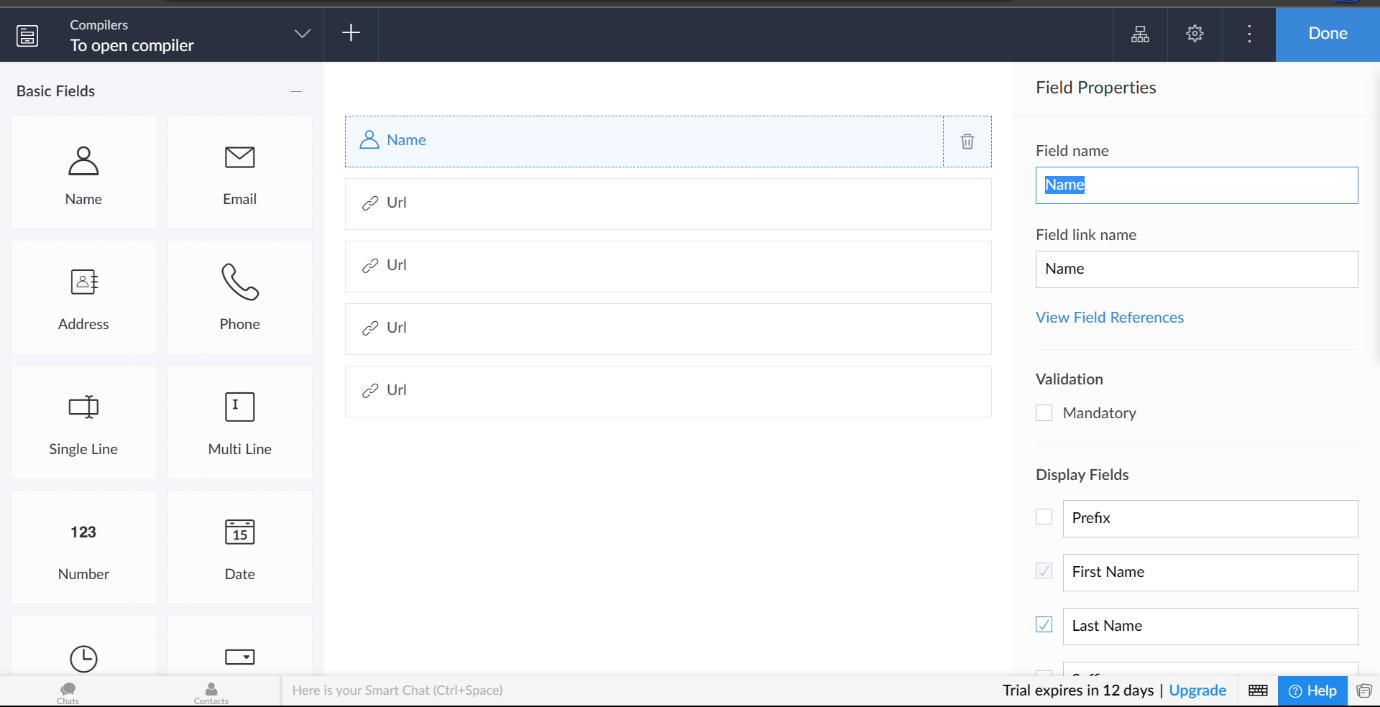 Compilers
To open compiler
Done
Basic Fields
Name
Email
Address
Phone
Single Line
Multi Line
123
Number
15
Date
Name
Url
Url
Url
Url
Field Properties
Field name
Name
Field link name
Name
View Field References
Validation
Mandatory
Display Fields
Prefix
First Name
Last Name
Chats
Contacts
Here is your Smart Chat (Ctrl+Space)
Trial expires in 12 days | Upgrade
Help